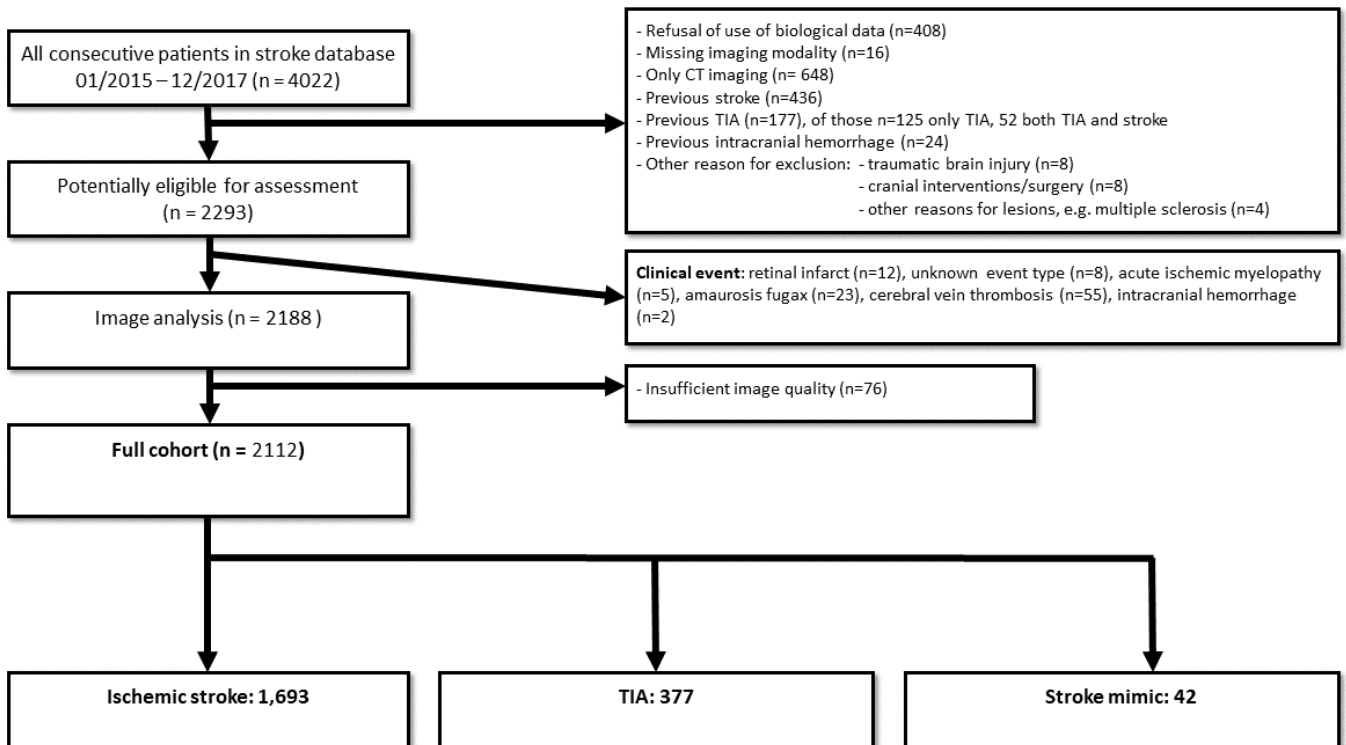 All consecutive patients in stroke database
01/2015 – 12/2017 (n = 4022)
- Refusal of use of biological data (n=408)
- Missing imaging modality (n=16)
- Only CT imaging (n= 648)
- Previous stroke (n=436)
- Previous TIA (n=177), of those n=125 only TIA, 52 both TIA and stroke
- Previous intracranial hemorrhage (n=24)
- Other reason for exclusion: - traumatic brain injury (n=8)
- cranial interventions/surgery (n=8)
- other reasons for lesions, e.g. multiple sclerosis (n=4)
Potentially eligible for assessment
(n = 2293)
Clinical event: retinal infarct (n=12), unknown event type (n=8), acute ischemic myelopathy
(n=5), amaurosis fugax (n=23), cerebral vein thrombosis (n=55), intracranial hemorrhage
(n=2)
Image analysis (n = 2188 )
- Insufficient image quality (n=76)
Full cohort (n = 2112)
Ischemic stroke: 1,693
TIA: 377
Stroke mimic: 42